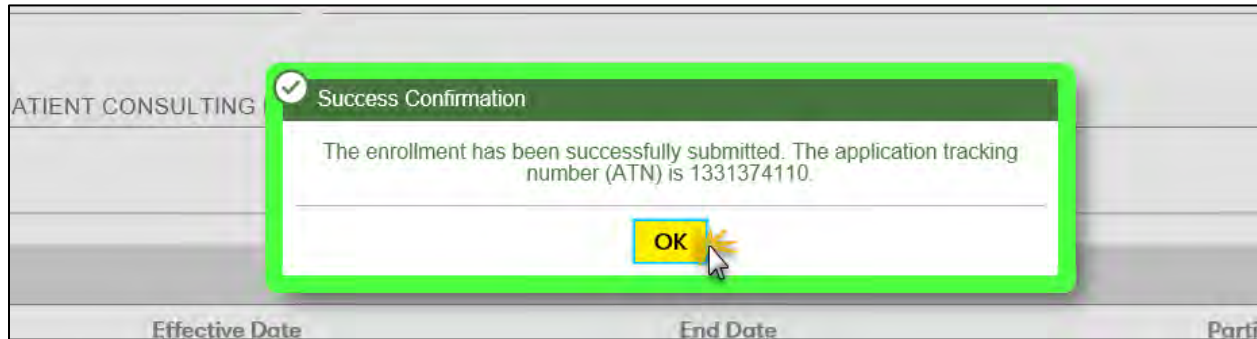 ATIENT CONSULTING
Success Confirmation
The enrollment has been successfully submitted. The application tracking
number (ATN) is 1331374110.
OK
Effective Date End Date Parti